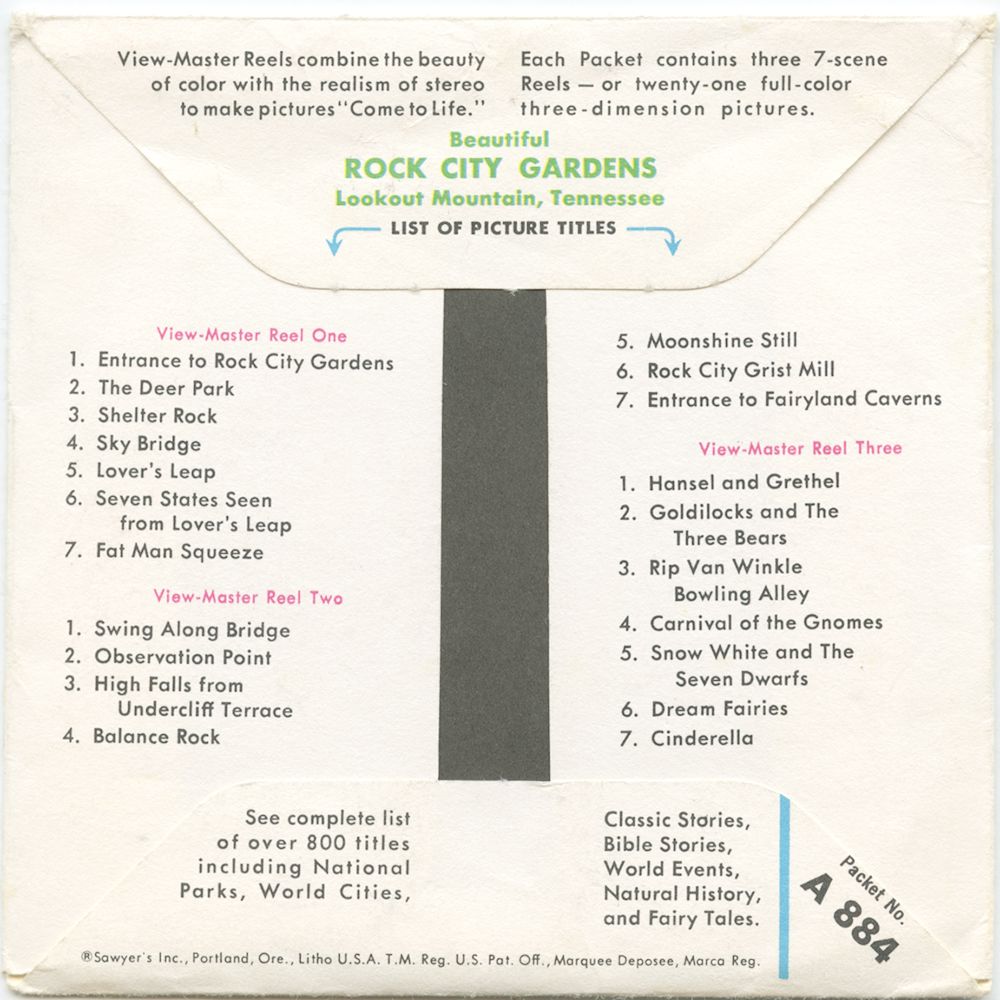 View-Master Reels combine the beauty
of color with the realism of stereo
to make pictures "Come to Life."
Each Packet contains three 7-scene
Reels — or twenty-one full-color
three-dimension pictures.
Beautiful
ROCK CITY GARDENS
Lookout Mountain, Tennessee
LIST OF PICTURE TITLES
View-Master Reel One
1. Entrance to Rock City Gardens
2. The Deer Park
3. Shelter Rock
4. Sky Bridge
5. Lover's Leap
6. Seven States Seen
from Lover's Leap
7. Fat Man Squeeze
View-Master Reel Two
1. Swing Along Bridge
2. Observation Point
3. High Falls from
Undercliff Terrace
4. Balance Rock
5. Moonshine Still
6. Rock City Grist Mill
7. Entrance to Fairyland Caverns
View-Master Reel Three
1. Hansel and Grethel
2. Goldilocks and The
Three Bears
3. Rip Van Winkle
Bowling Alley
4. Carnival of the Gnomes
5. Snow White and The
Seven Dwarfs
6. Dream Fairies
7. Cinderella
See complete list
of over 800 titles
including National
Parks, World Cities,
Classic Stories,
Bible Stories,
World Events,
Natural History,
and Fairy Tales.
Packet No.
A 884
®Sawyer's Inc., Portland, Ore., Litho U.S.A. T.M. Reg. U.S. Pat. Off., Marquee Deposee, Marca Reg.